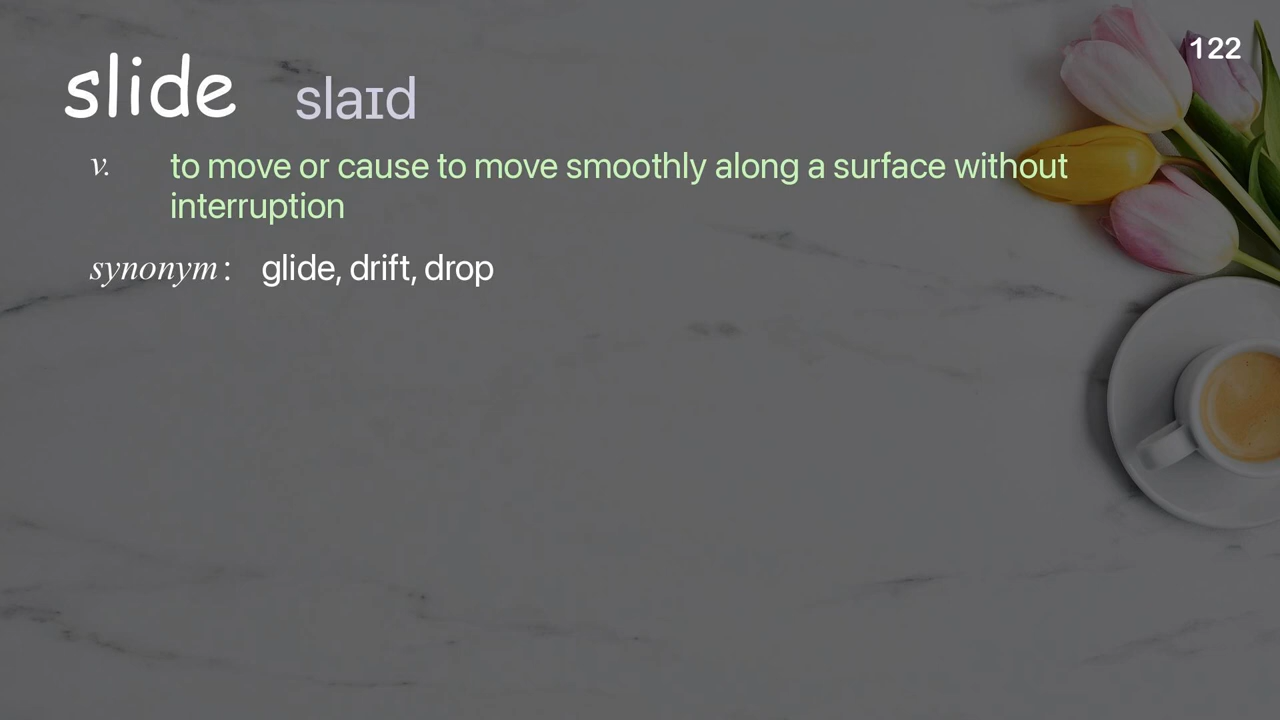 122
slide slaɪd
v. to move or cause to move smoothly along a surface without
interruption
synonym: glide, drift, drop